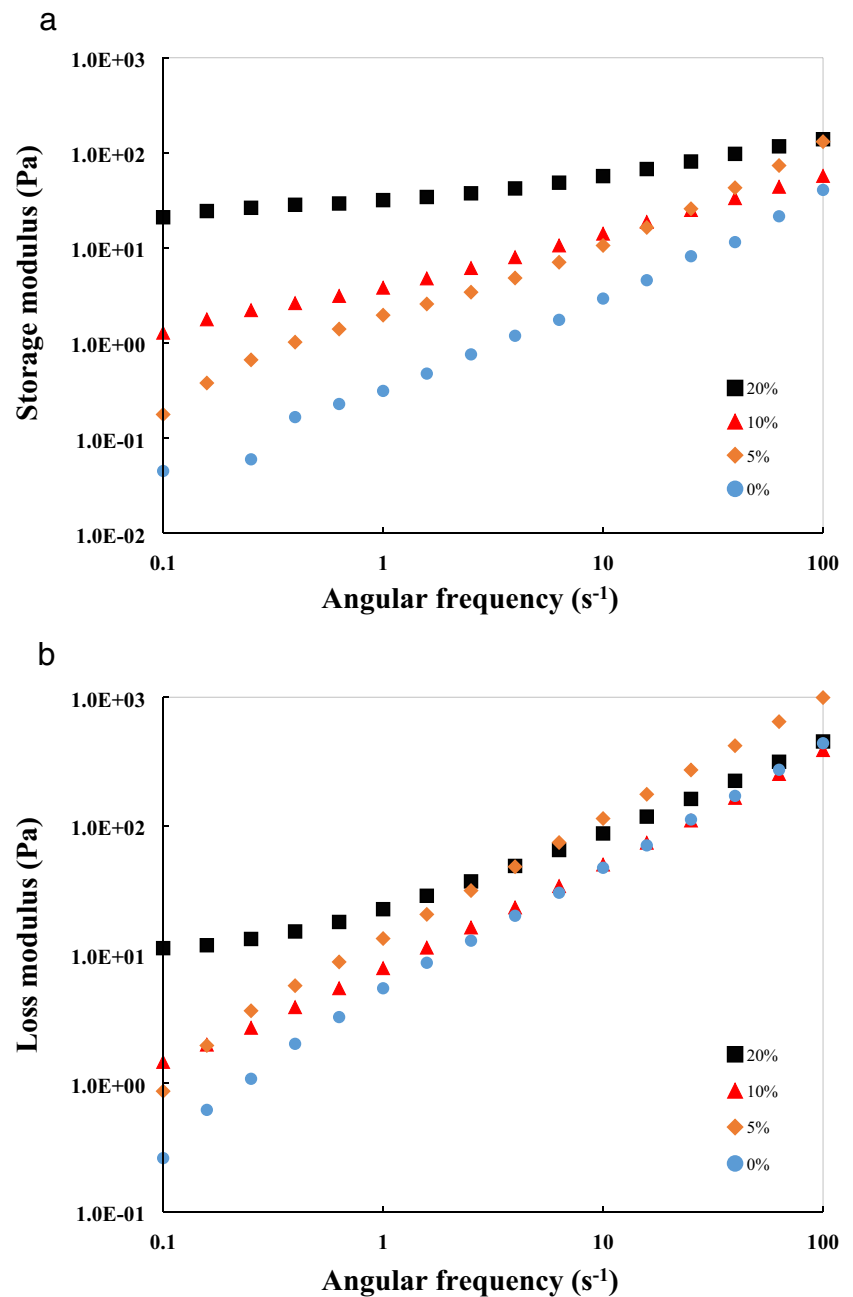 a
1.0E+03
1.0E+02
1.0E+01
1.0E+00
1.0E-01
1.0E-02
Storage modulus (Pa)
20%
10%
5%
0%
0.1 1 10 100
Angular frequency (s⁻¹)
b
1.0E+03
1.0E+02
1.0E+01
1.0E+00
1.0E-01
Loss modulus (Pa)
20%
10%
5%
0%
0.1 1 10 100
Angular frequency (s⁻¹)